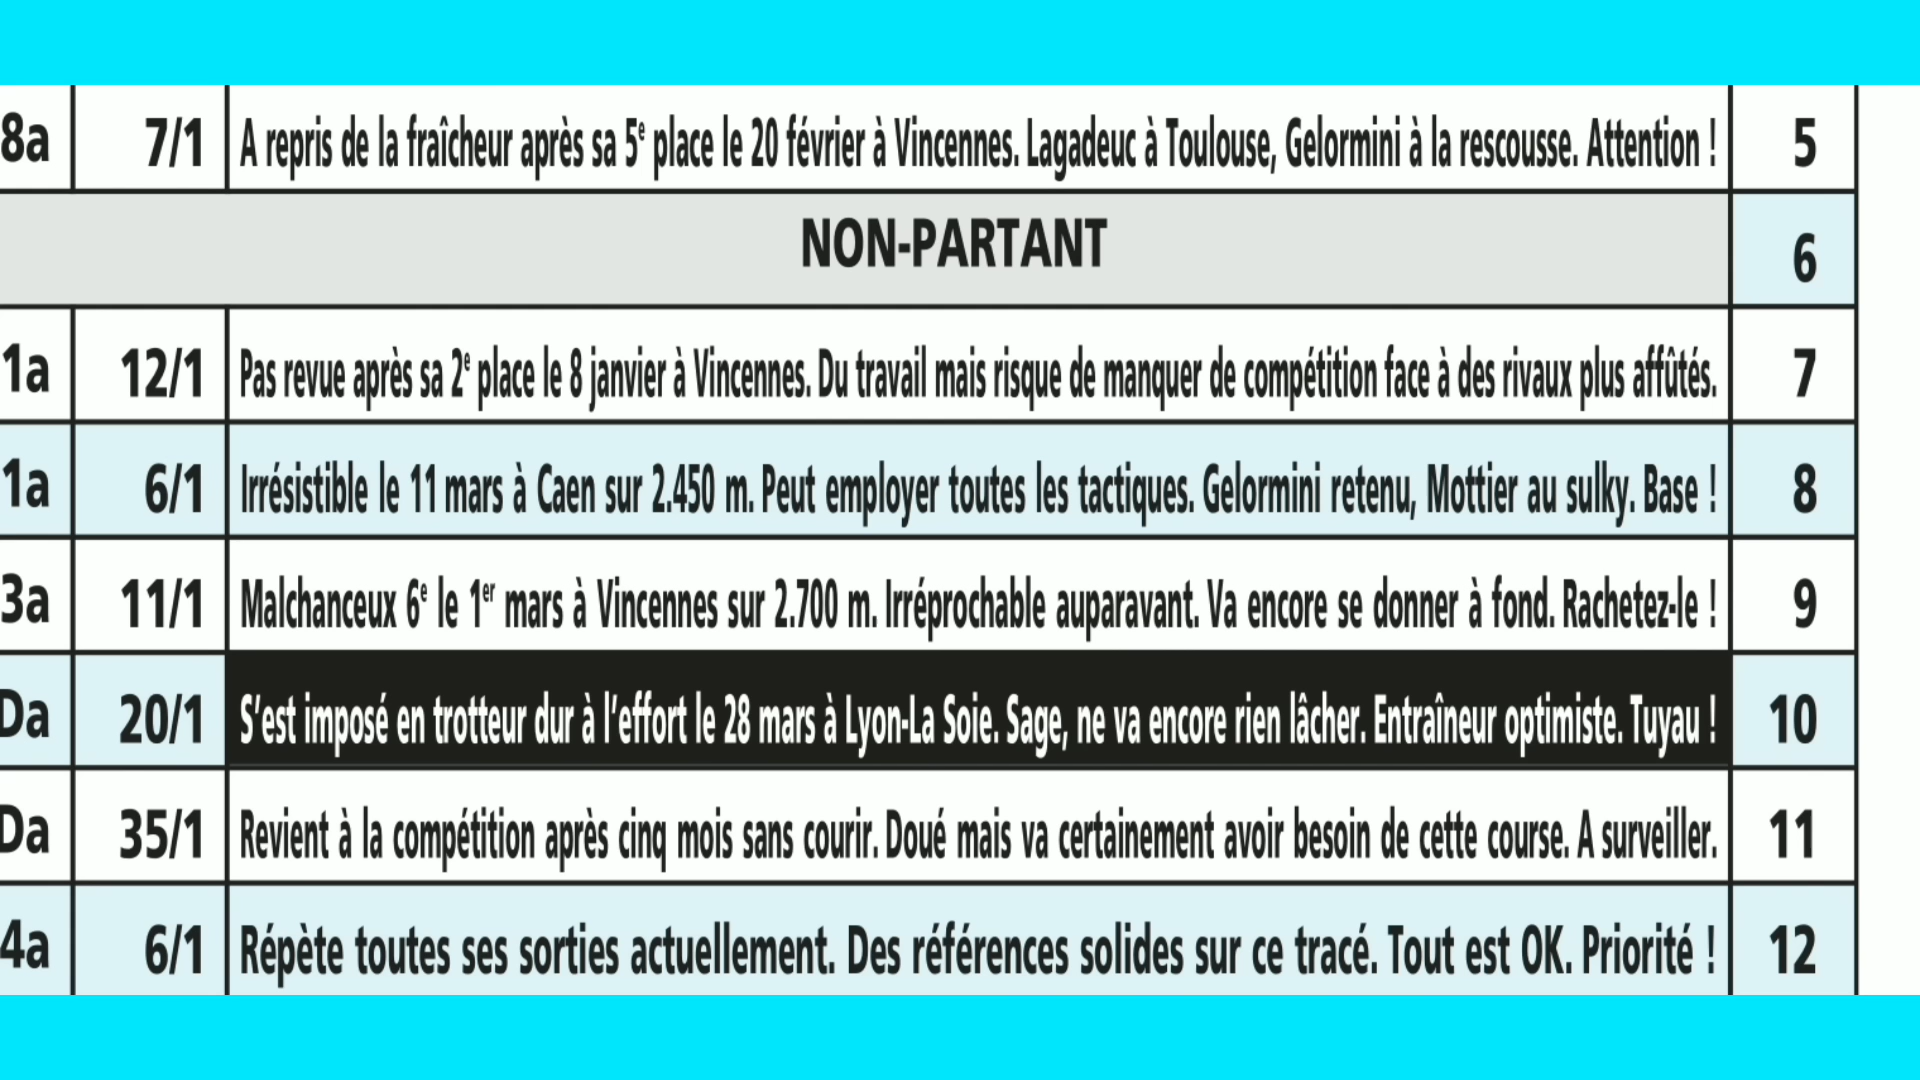 8a 7/1 A repris de la fraîcheur après sa 5e place le 20 février à Vincennes. Lagadeuc à Toulouse, Gelormini à la rescousse. Attention ! 5
NON-PARTANT 6
1a 12/1 Pas revue après sa 2e place le 8 janvier à Vincennes. Du travail mais risque de manquer de compétition face à des rivaux plus affûtés. 7
1a 6/1 Irrésistible le 11 mars à Caen sur 2.450 m. Peut employer toutes les tactiques. Gelormini retenu, Mottier au sulky. Base ! 8
3a 11/1 Malchanceux 6e le 1er mars à Vincennes sur 2.700 m. Irréprochable auparavant. Va encore se donner à fond. Rachetez-le ! 9
Da 20/1 S’est imposé en trotteur dur à l’effort le 28 mars à Lyon-La Soie. Sage, ne va encore rien lâcher. Entraîneur optimiste. Tuyau ! 10
Da 35/1 Revient à la compétition après cinq mois sans courir. Doué mais va certainement avoir besoin de cette course. A surveiller. 11
4a 6/1 Répète toutes ses sorties actuellement. Des références solides sur ce tracé. Tout est OK. Priorité ! 12